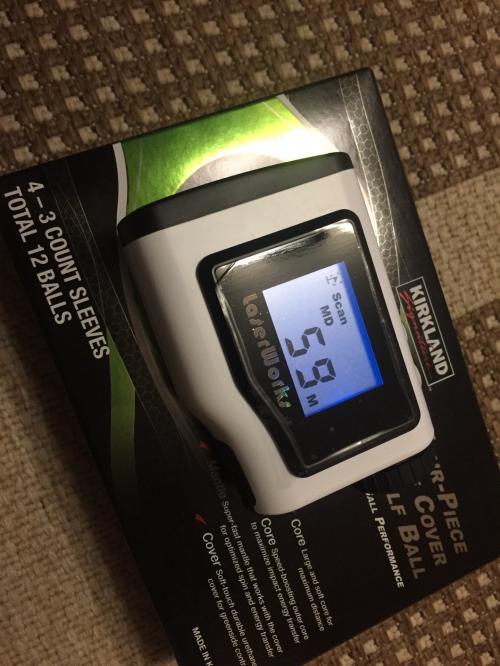 4 – 3 COUNT SLEEVES
TOTAL 12 BALLS
KIRKLAND
Signature
Scan
MD
59 M
LaserWorks
-PIECE
COVER
LF BALL
BALL PERFORMANCE
Core Large and soft core for
maximum distance
Core Speed-boosting outer core
to maximize impact energy transfer
Mantle Super-fast mantle that works with the cover
for optimized spin and energy transfer
Cover Soft-touch durable urethane
cover for greenside
MADE IN